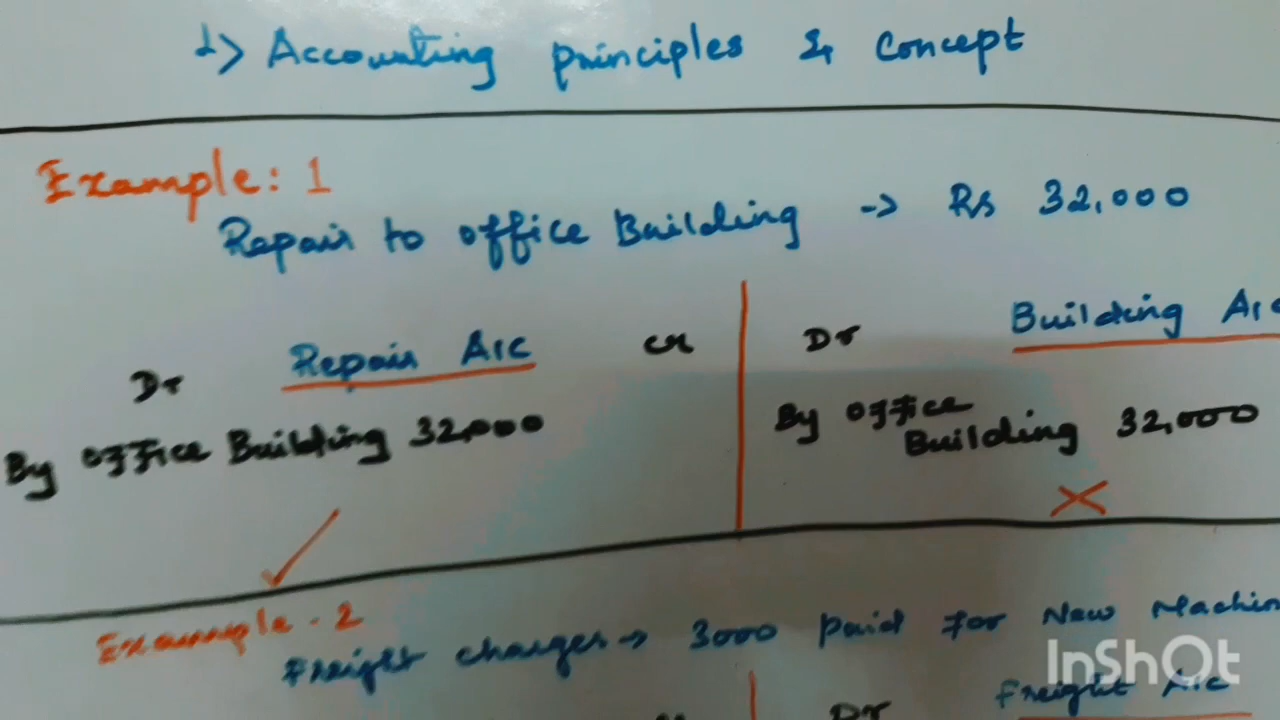 1> Accounting principles & concept
Example: 1
Repair to office Building -> Rs 32,000
Dr Repair A/c Cr
By office Building 32,000
Dr Building A/c
By office
Building 32,000
Example - 2
Freight charges -> 3000 paid for New Machin
Cr Dr Freight A/c
InShOt